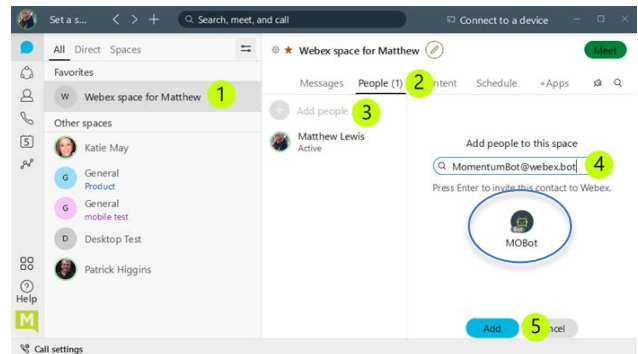 Set a s...
Search, meet, and call
Connect to a device
All Direct Spaces
Favorites
W Webex space for Matthew 1
Other spaces
Katie May
G General
Product
G General
mobile test
D Desktop Test
Patrick Higgins
5
Help
M
Call settings
Webex space for Matthew
Meet
Messages People (1) 2 ntent Schedule +Apps
Add people 3
Matthew Lewis
Active
Add people to this space
MomentumBot@webex.bot 4
Press Enter to invite this contact to Webex.
Bot
MOBot
Add 5 ncel